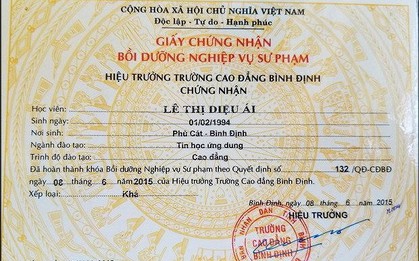 CỘNG HÒA XÃ HỘI CHỦ NGHĨA VIỆT NAM
Độc lập - Tự do - Hạnh phúc
GIẤY CHỨNG NHẬN
BỒI DƯỠNG NGHIỆP VỤ SƯ PHẠM
HIỆU TRƯỞNG TRƯỜNG CAO ĐẲNG BÌNH ĐỊNH
CHỨNG NHẬN
Học viên: LÊ THỊ DIỆU ÁI
Sinh ngày: 01/02/1994
Nơi sinh: Phù Cát - Bình Định
Ngành đào tạo: Tin học ứng dụng
Trình độ đào tạo: Cao đẳng
Đã hoàn thành khóa Bồi dưỡng Nghiệp vụ Sư phạm theo Quyết định số 132 /QĐ-CĐBĐ
ngày 08 tháng 6 năm 2015 của Hiệu trưởng Trường Cao đẳng Bình Định.
Xếp loại: Khá
Bình Định, ngày 08 tháng 6 năm 2015
HIỆU TRƯỞNG
TRƯỜNG
CAO ĐẲNG
BÌNH ĐỊNH